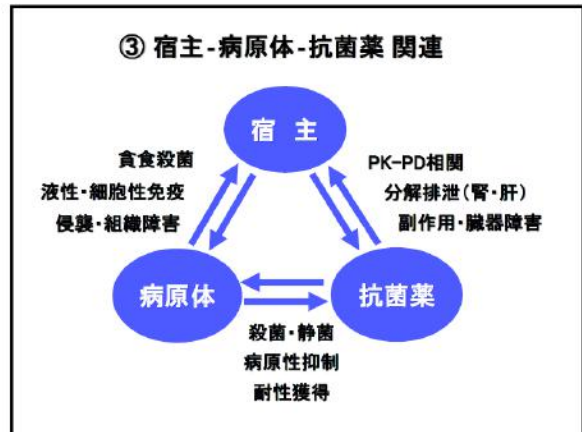 ③ 宿主-病原体-抗菌薬 関連
宿 主
貪食殺菌
液性・細胞性免疫
侵襲・組織障害
PK-PD相関
分解排泄(腎・肝)
副作用・臓器障害
病原体
抗菌薬
殺菌・静菌
病原性抑制
耐性獲得